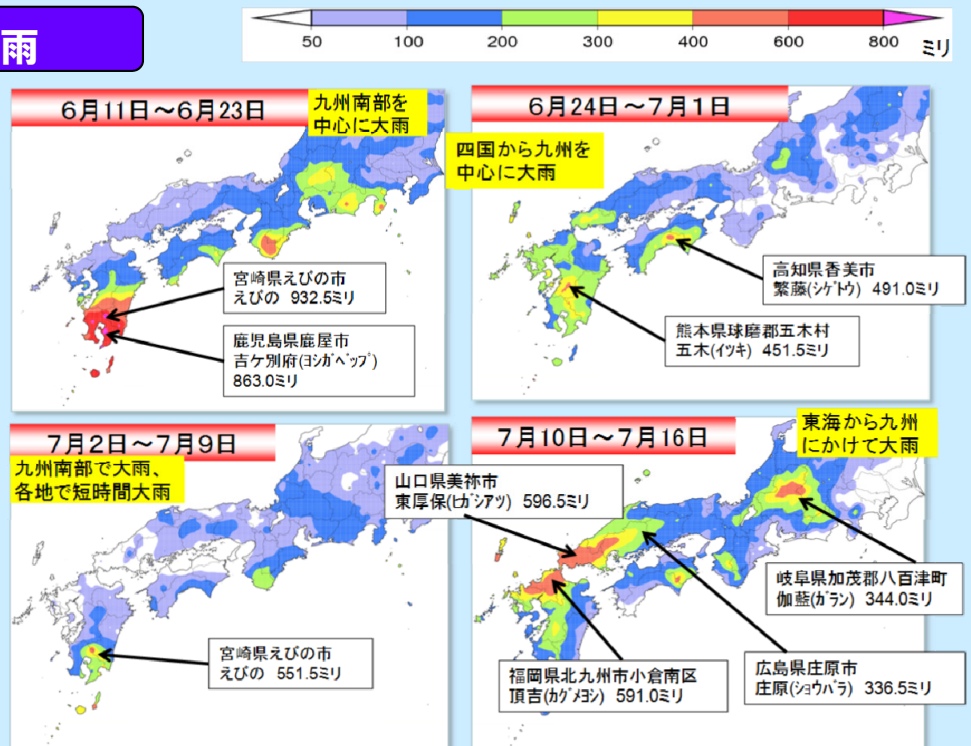 雨
50 100 200 300 400 600 800 ミリ
6月11日～6月23日
九州南部を
中心に大雨
宮崎県えびの市
えびの 932.5ミリ
鹿児島県鹿屋市
吉ケ別府(ﾖｼｶﾞﾍﾞｯﾌﾟ)
863.0ミリ
6月24日～7月1日
四国から九州を
中心に大雨
高知県香美市
繁藤(ｼｹﾞﾄｳ) 491.0ミリ
熊本県球磨郡五木村
五木(ｲﾂｷ) 451.5ミリ
7月2日～7月9日
九州南部で大雨、
各地で短時間大雨
宮崎県えびの市
えびの 551.5ミリ
7月10日～7月16日
東海から九州
にかけて大雨
山口県美祢市
東厚保(ﾋｶﾞｼｱﾂ) 596.5ミリ
岐阜県加茂郡八百津町
伽藍(ｶﾞﾗﾝ) 344.0ミリ
広島県庄原市
庄原(ｼｮｳﾊﾞﾗ) 336.5ミリ
福岡県北九州市小倉南区
頂吉(ｶｸﾞﾒﾖｼ) 591.0ミリ